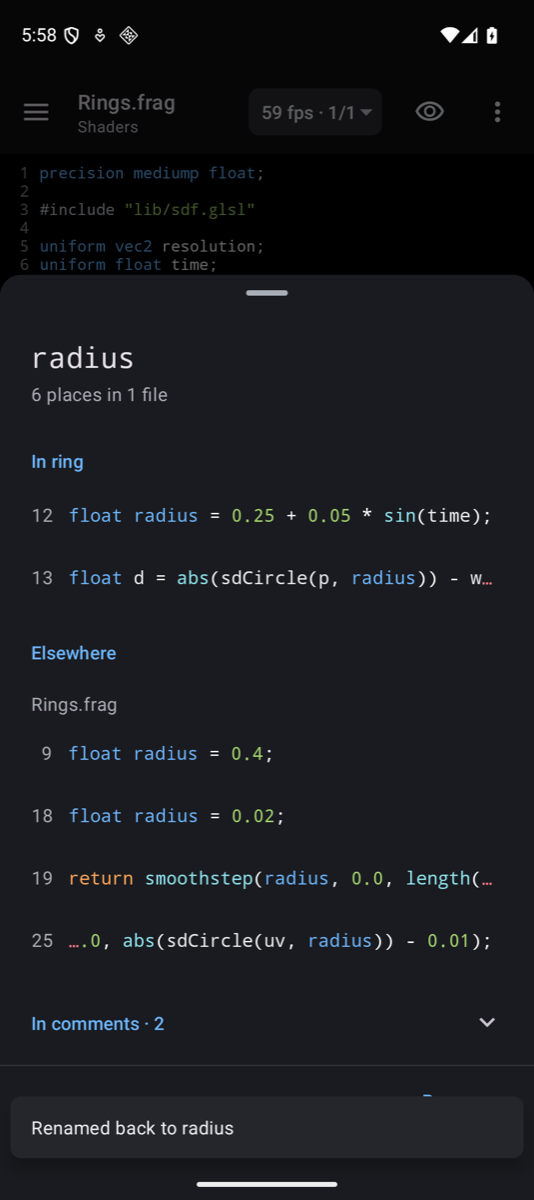 5:58
Rings.frag
Shaders
59 fps · 1/1
1 precision mediump float;
2
3 #include "lib/sdf.glsl"
4
5 uniform vec2 resolution;
6 uniform float time;
radius
6 places in 1 file
In ring
12 float radius = 0.25 + 0.05 * sin(time);
13 float d = abs(sdCircle(p, radius)) - w…
Elsewhere
Rings.frag
9 float radius = 0.4;
18 float radius = 0.02;
19 return smoothstep(radius, 0.0, length(…
25 ….0, abs(sdCircle(uv, radius)) - 0.01);
In comments · 2
Renamed back to radius